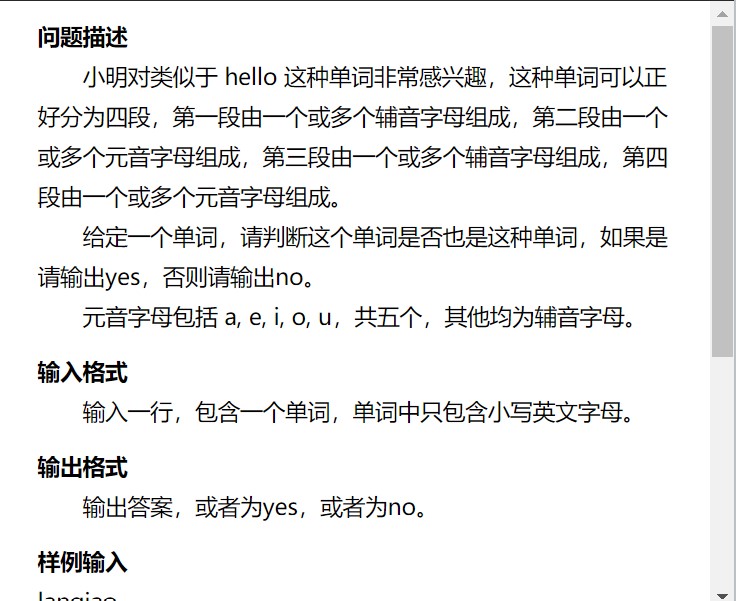 问题描述
小明对类似于 hello 这种单词非常感兴趣，这种单词可以正
好分为四段，第一段由一个或多个辅音字母组成，第二段由一个
或多个元音字母组成，第三段由一个或多个辅音字母组成，第四
段由一个或多个元音字母组成。
给定一个单词，请判断这个单词是否也是这种单词，如果是
请输出yes，否则请输出no。
元音字母包括 a, e, i, o, u，共五个，其他均为辅音字母。
输入格式
输入一行，包含一个单词，单词中只包含小写英文字母。
输出格式
输出答案，或者为yes，或者为no。
样例输入
lanqiao